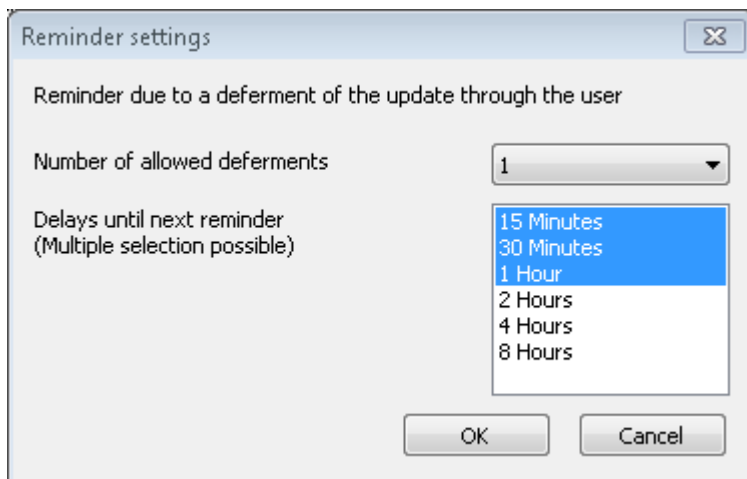 Reminder settings
Reminder due to a deferment of the update through the user
Number of allowed deferments
1
Delays until next reminder
(Multiple selection possible)
15 Minutes
30 Minutes
1 Hour
2 Hours
4 Hours
8 Hours
OK
Cancel